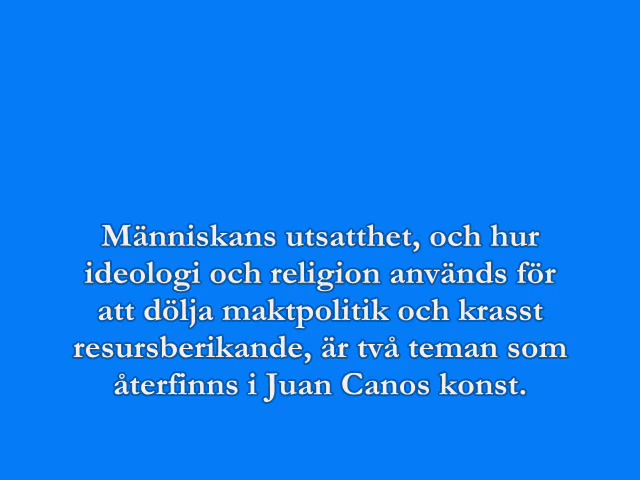 Människans utsatthet, och hur
ideologi och religion används för
att dölja maktpolitik och krasst
resursberikande, är två teman som
återfinns i Juan Canos konst.